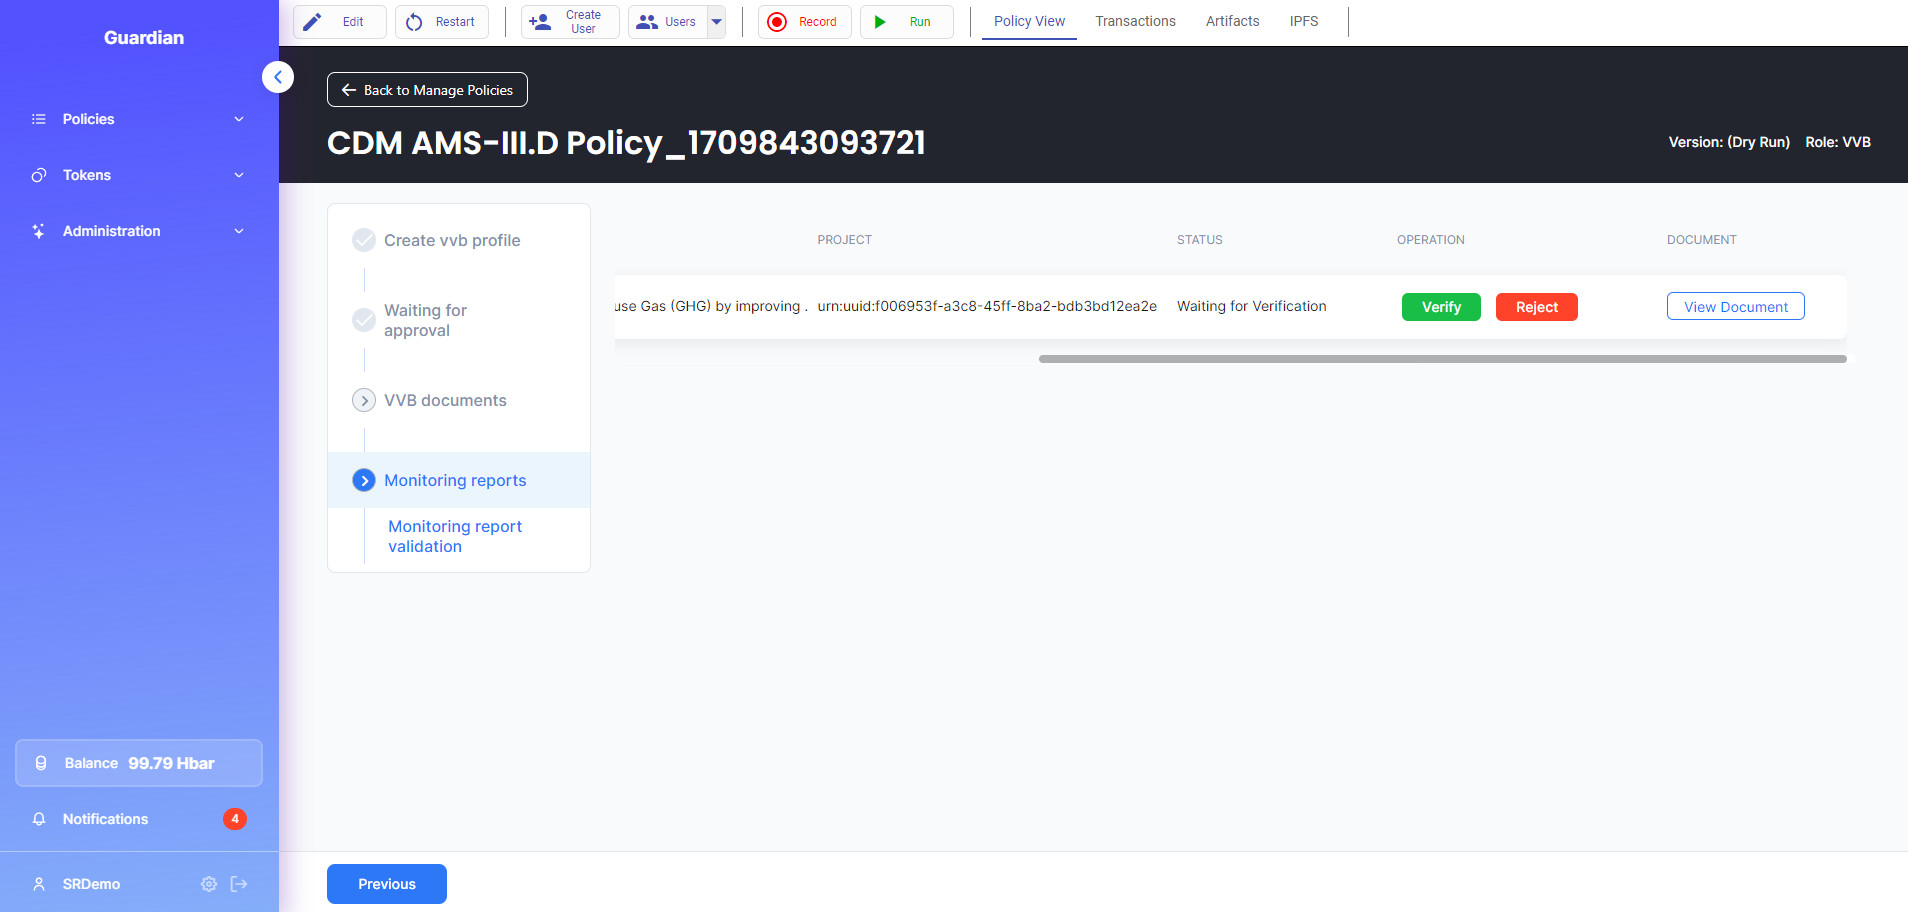 Guardian
Policies
Tokens
Administration
Balance 99.79 Hbar
Notifications 4
SRDemo
Edit
Restart
Create
User
Users
Record
Run
Policy View
Transactions
Artifacts
IPFS
Back to Manage Policies
CDM AMS-III.D Policy_1709843093721
Version: (Dry Run) Role: VVB
Create vvb profile
Waiting for
approval
VVB documents
Monitoring reports
Monitoring report
validation
PROJECT STATUS OPERATION DOCUMENT
use Gas (GHG) by improving . urn:uuid:f006953f-a3c8-45ff-8ba2-bdb3bd12ea2e Waiting for Verification Verify Reject View Document
Previous